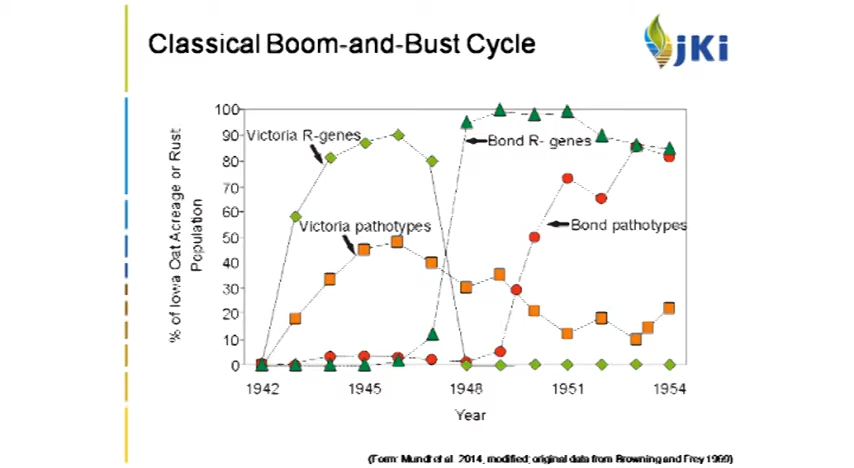 Classical Boom-and-Bust Cycle
jKi
100
90
80
70
60
50
40
30
20
10
0
% of Iowa Oat Acreage or Rust
Population
Victoria R-genes
Bond R- genes
Victoria pathotypes
Bond pathotypes
1942
1945
1948
1951
1954
Year
(Form: Mundt et al. 2014, modified; original data from Browning and Frey 1969)